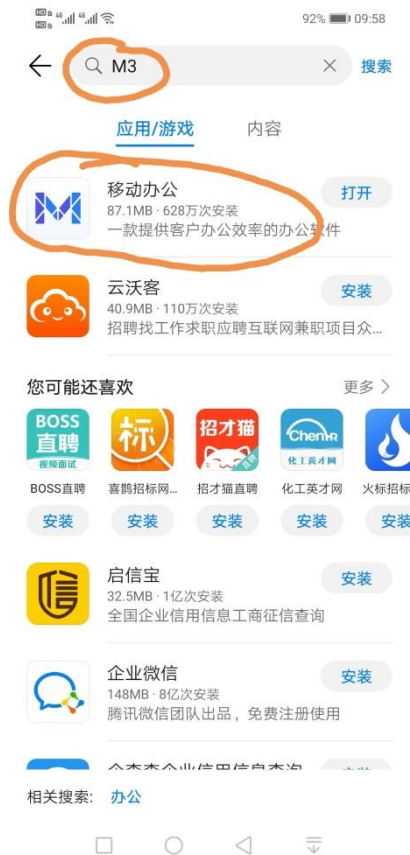 92% 09:58
M3
搜索
应用/游戏
内容
移动办公
87.1MB · 628万次安装
一款提供客户办公效率的办公软件
打开
云沃客
40.9MB · 110万次安装
招聘找工作求职应聘互联网兼职项目众...
安装
您可能还喜欢
更多
BOSS
直聘
视频面试
标
招才猫
直聘
ChenHR
化工英才网
BOSS直聘
喜鹊招标网...
招才猫直聘
化工英才网
火标招标
安装
安装
安装
安装
安装
信
启信宝
32.5MB · 1亿次安装
全国企业信用信息工商征信查询
安装
企业微信
148MB · 8亿次安装
腾讯微信团队出品，免费注册使用
安装
相关搜索:
办公